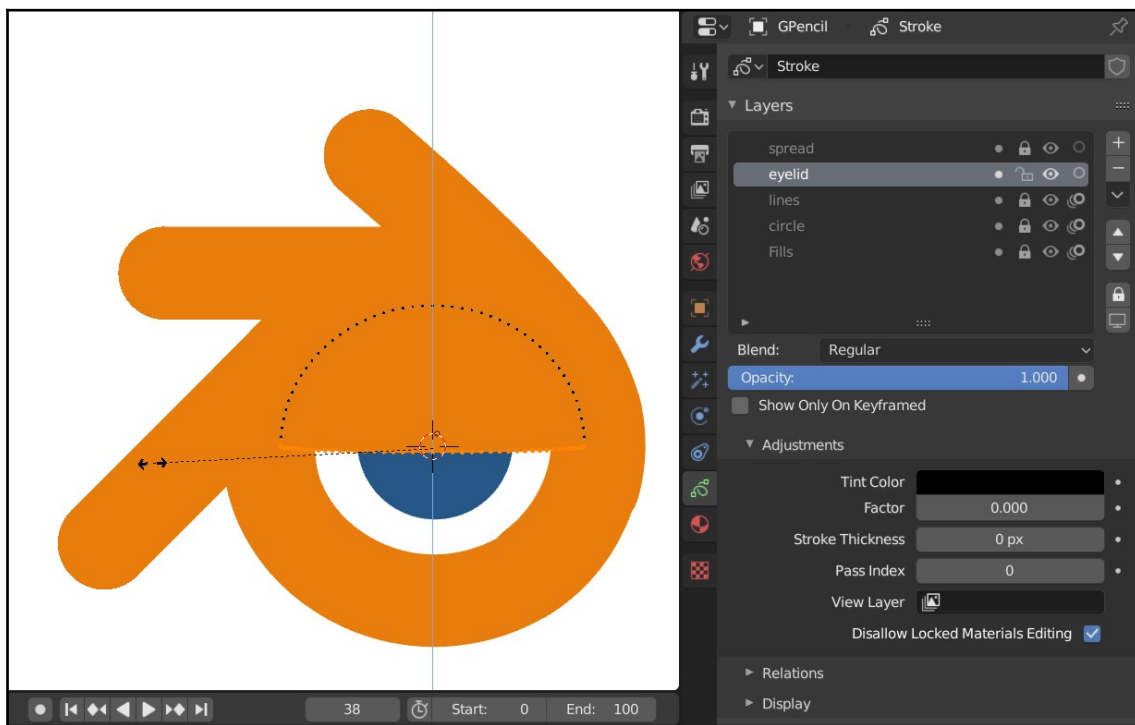 GPencil Stroke
Stroke
Layers
spread
eyelid
lines
circle
Fills
Blend: Regular
Opacity: 1.000
Show Only On Keyframed
Adjustments
Tint Color
Factor 0.000
Stroke Thickness 0 px
Pass Index 0
View Layer
Disallow Locked Materials Editing
Relations
Display
38 Start: 0 End: 100